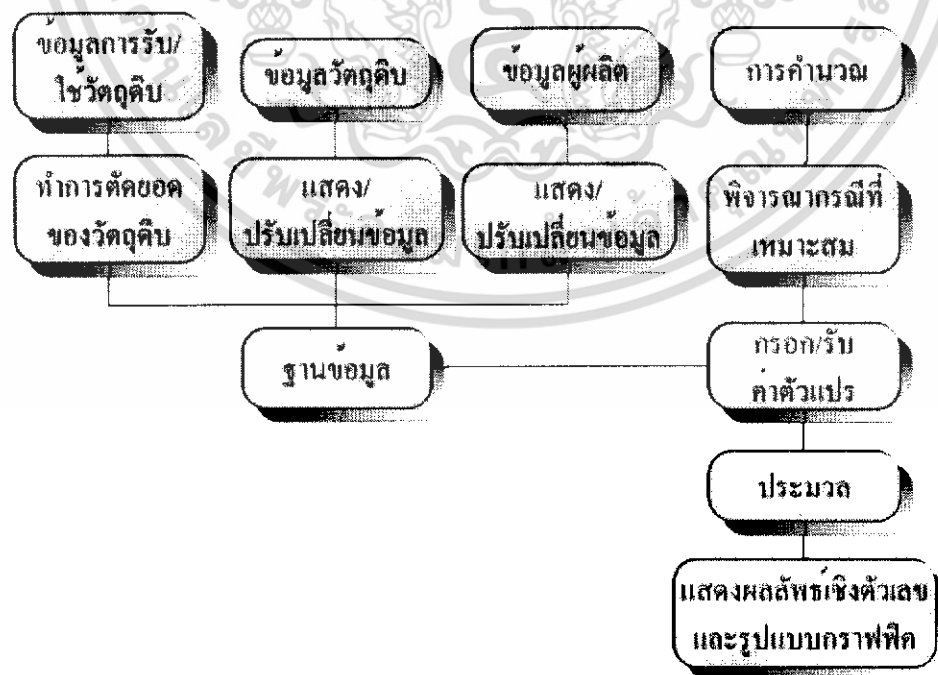 ข้อมูลการรับ/
ใช้วัตถุดิบ
ข้อมูลวัตถุดิบ
ข้อมูลผู้ผลิต
การคำนวณ
ทำการตัดยอด
ของวัตถุดิบ
แสดง/
ปรับเปลี่ยนข้อมูล
แสดง/
ปรับเปลี่ยนข้อมูล
พิจารณากรณีที่
เหมาะสม
ฐานข้อมูล
กรอก/รับ
ค่าตัวแปร
ประมวล
แสดงผลลัพธ์เชิงตัวเลข
และรูปแบบกราฟฟิค